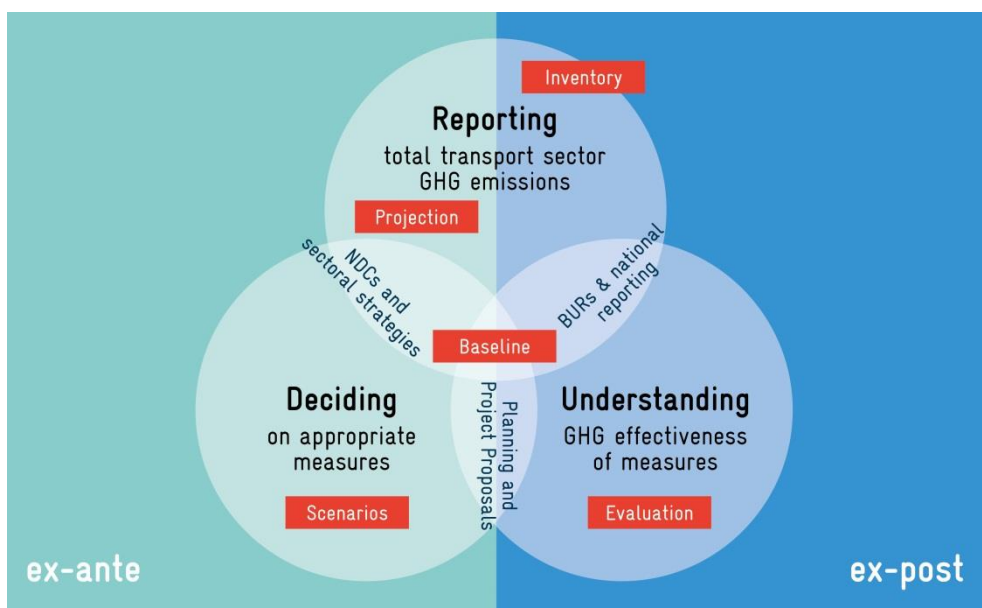 Inventory
Reporting
total transport sector
GHG emissions
Projection
NDCs and
sectoral strategies
BURs & national
reporting
Baseline
Deciding
on appropriate
measures
Scenarios
Planning and
Project Proposals
Understanding
GHG effectiveness
of measures
Evaluation
ex-ante
ex-post